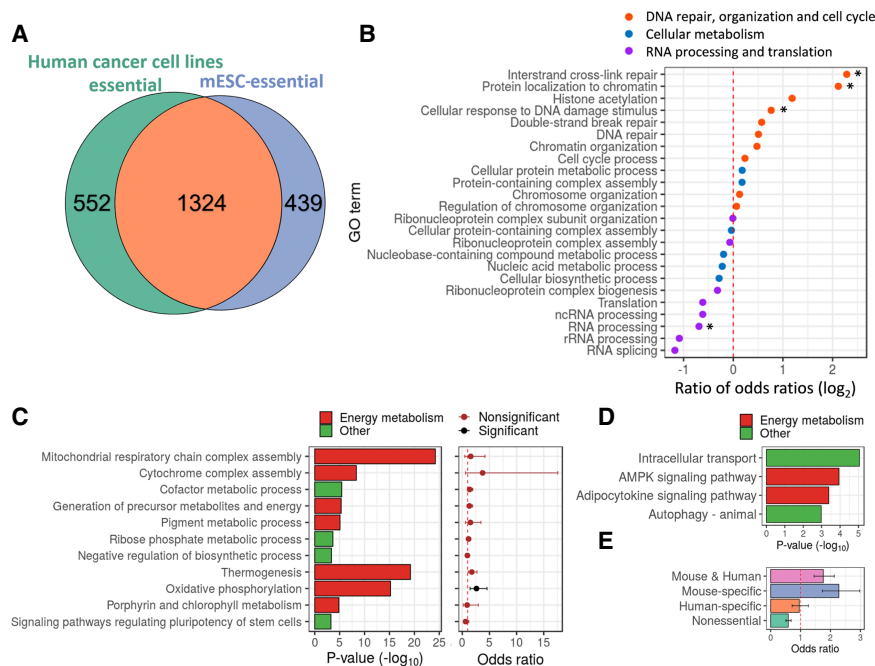 A
Human cancer cell lines
essential
mESC-essential
552
1324
439
B
DNA repair, organization and cell cycle
Cellular metabolism
RNA processing and translation
GO term
Interstrand cross-link repair
*
Protein localization to chromatin
*
Histone acetylation
Cellular response to DNA damage stimulus
*
Double-strand break repair
DNA repair
Chromatin organization
Cell cycle process
Cellular protein metabolic process
Protein-containing complex assembly
Chromosome organization
Regulation of chromosome organization
Ribonucleoprotein complex subunit organization
Cellular protein-containing complex assembly
Ribonucleoprotein complex assembly
Nucleobase-containing compound metabolic process
Nucleic acid metabolic process
Cellular biosynthetic process
Ribonucleoprotein complex biogenesis
Translation
ncRNA processing
RNA processing
*
rRNA processing
RNA splicing
-1 0 1 2
Ratio of odds ratios (log2)
C
Energy metabolism
Other
Nonsignificant
Significant
Mitochondrial respiratory chain complex assembly
Cytochrome complex assembly
Cofactor metabolic process
Generation of precursor metabolites and energy
Pigment metabolic process
Ribose phosphate metabolic process
Negative regulation of biosynthetic process
Thermogenesis
Oxidative phosphorylation
Porphyrin and chlorophyll metabolism
Signaling pathways regulating pluripotency of stem cells
0 5 10 15 20 25
P-value (-log10)
0 5 10 15
Odds ratio
D
Energy metabolism
Other
Intracellular transport
AMPK signaling pathway
Adipocytokine signaling pathway
Autophagy - animal
0 1 2 3 4 5
P-value (-log10)
E
Mouse & Human
Mouse-specific
Human-specific
Nonessential
0 1 2 3
Odds ratio